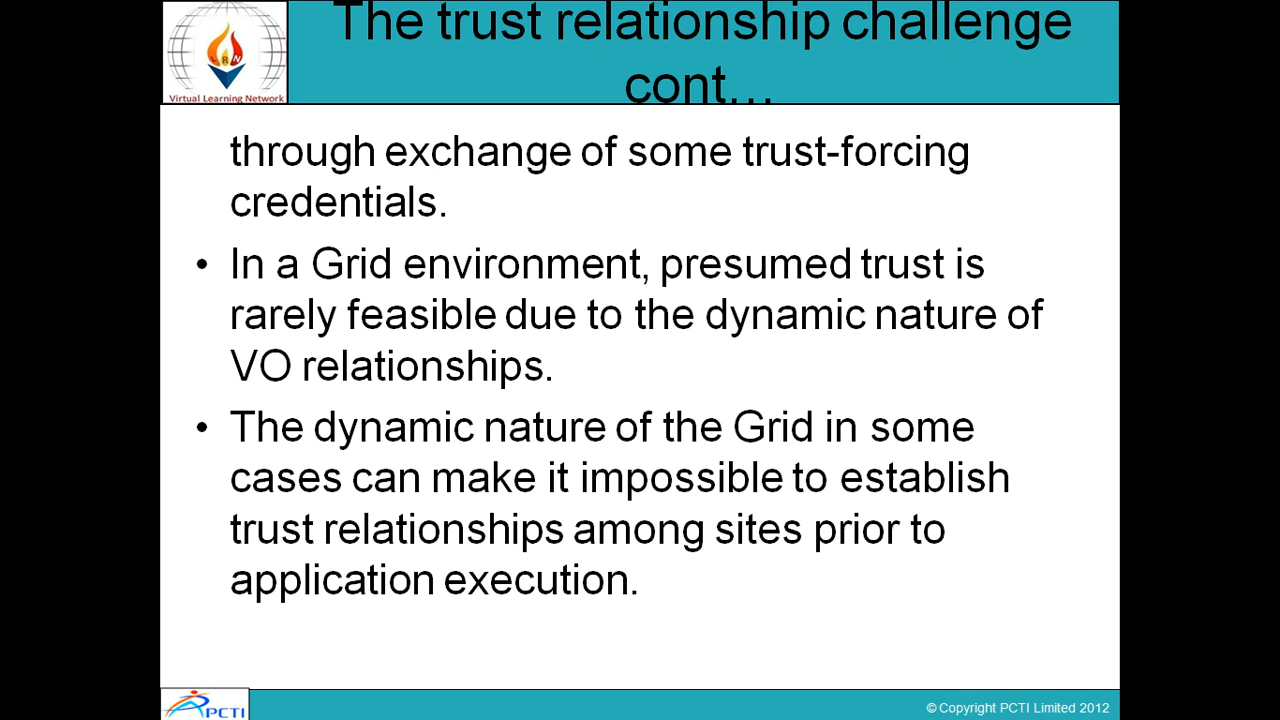 The trust relationship challenge
cont…
LRN
Virtual Learning Network
through exchange of some trust-forcing
credentials.
• In a Grid environment, presumed trust is
rarely feasible due to the dynamic nature of
VO relationships.
• The dynamic nature of the Grid in some
cases can make it impossible to establish
trust relationships among sites prior to
application execution.
PCTI
© Copyright PCTI Limited 2012